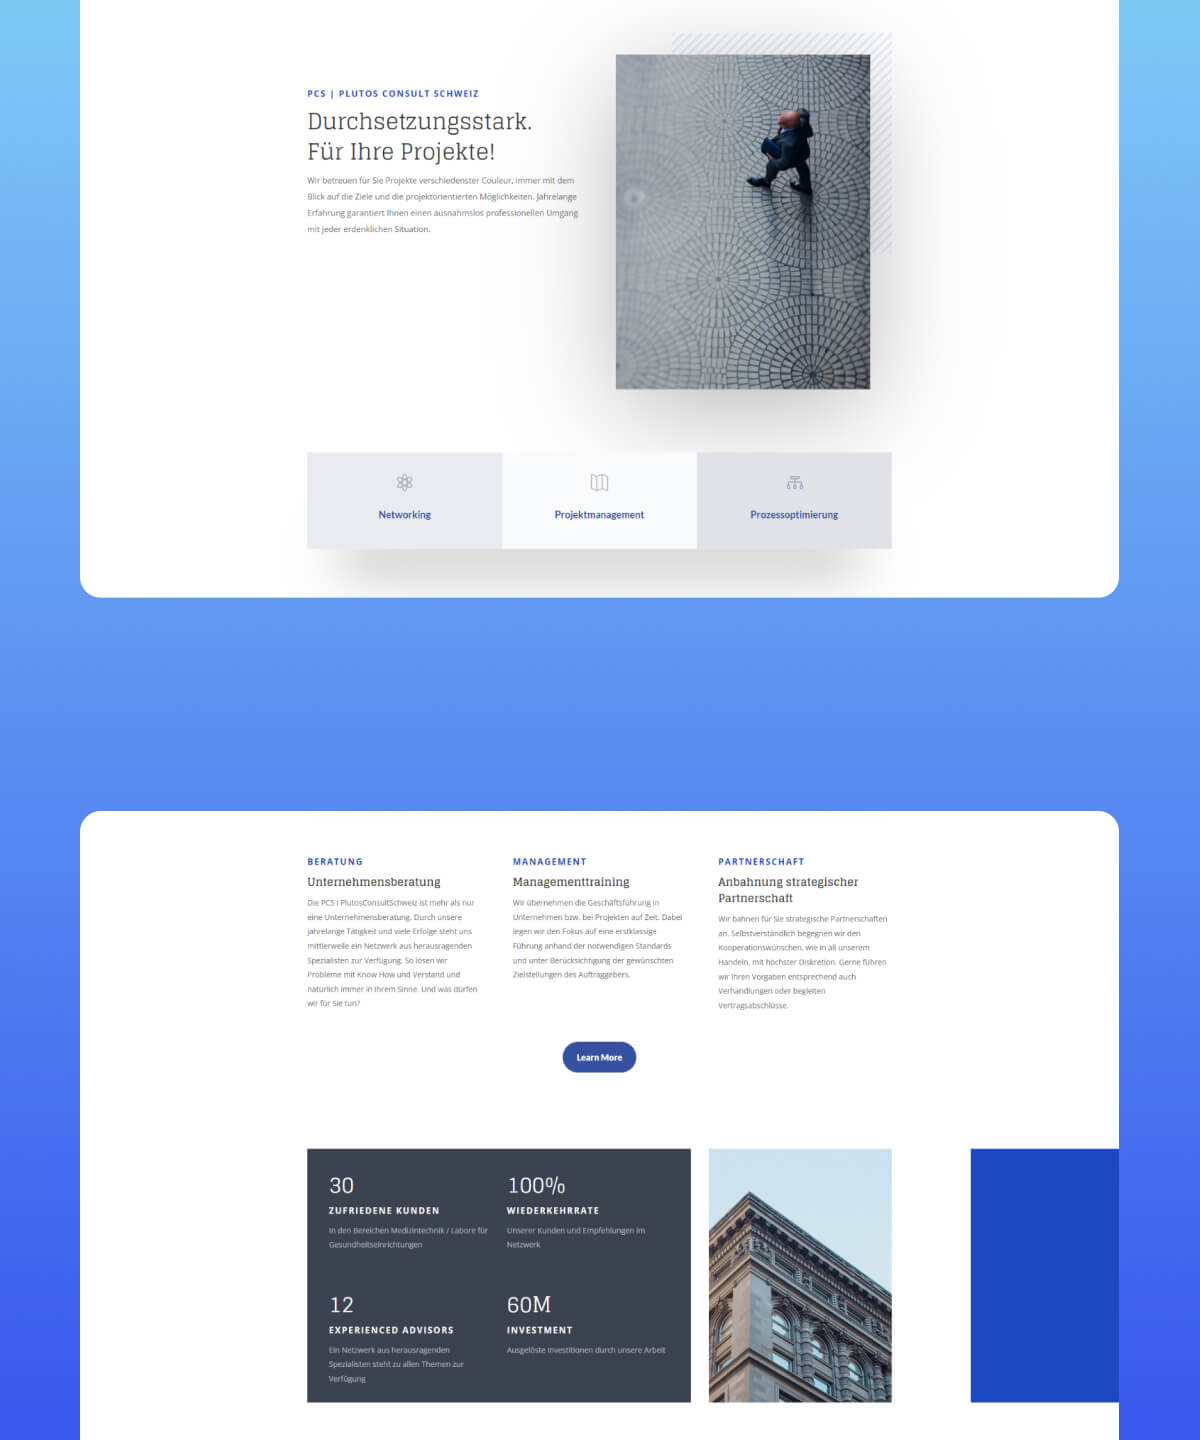 PCS | PLUTOS CONSULT SCHWEIZ
Durchsetzungsstark.
Für Ihre Projekte!
Wir betreuen für Sie Projekte verschiedenster Couleur, immer mit dem
Blick auf die Ziele und die projektorientierten Möglichkeiten. Jahrelange
Erfahrung garantiert Ihnen einen ausnahmslos professionellen Umgang
mit jeder erdenklichen Situation.
Networking
Projektmanagement
Prozessoptimierung
BERATUNG
Unternehmensberatung
Die PCS I PlutosConsultSchweiz ist mehr als nur
eine Unternehmensberatung. Durch unsere
jahrelange Tätigkeit und viele Erfolge steht uns
mittlerweile ein Netzwerk aus herausragenden
Spezialisten zur Verfügung. So lösen wir
Probleme mit Know How und Verstand und
natürlich immer in Ihrem Sinne. Und was dürfen
wir für Sie tun?
MANAGEMENT
Managementtraining
Wir übernehmen die Geschäftsführung in
Unternehmen bzw. bei Projekten auf Zeit. Dabei
legen wir den Fokus auf eine erstklassige
Führung anhand der notwendigen Standards
und unter Berücksichtigung der gewünschten
Zielstellungen des Auftraggebers.
PARTNERSCHAFT
Anbahnung strategischer
Partnerschaft
Wir bahnen für Sie strategische Partnerschaften
an. Selbstverständlich begegnen wir den
Kooperationswünschen, wie in all unserem
Handeln, mit höchster Diskretion. Gerne führen
wir Ihren Vorgaben entsprechend auch
Verhandlungen oder begleiten
Vertragsabschlüsse.
Learn More
30
ZUFRIEDENE KUNDEN
In den Bereichen Medizintechnik / Labore für
Gesundheitseinrichtungen
100%
WIEDERKEHRRATE
Unserer Kunden und Empfehlungen im
Netzwerk
12
EXPERIENCED ADVISORS
Ein Netzwerk aus herausragenden
Spezialisten steht zu allen Themen zur
Verfügung
60M
INVESTMENT
Ausgelöste Investitionen durch unsere Arbeit